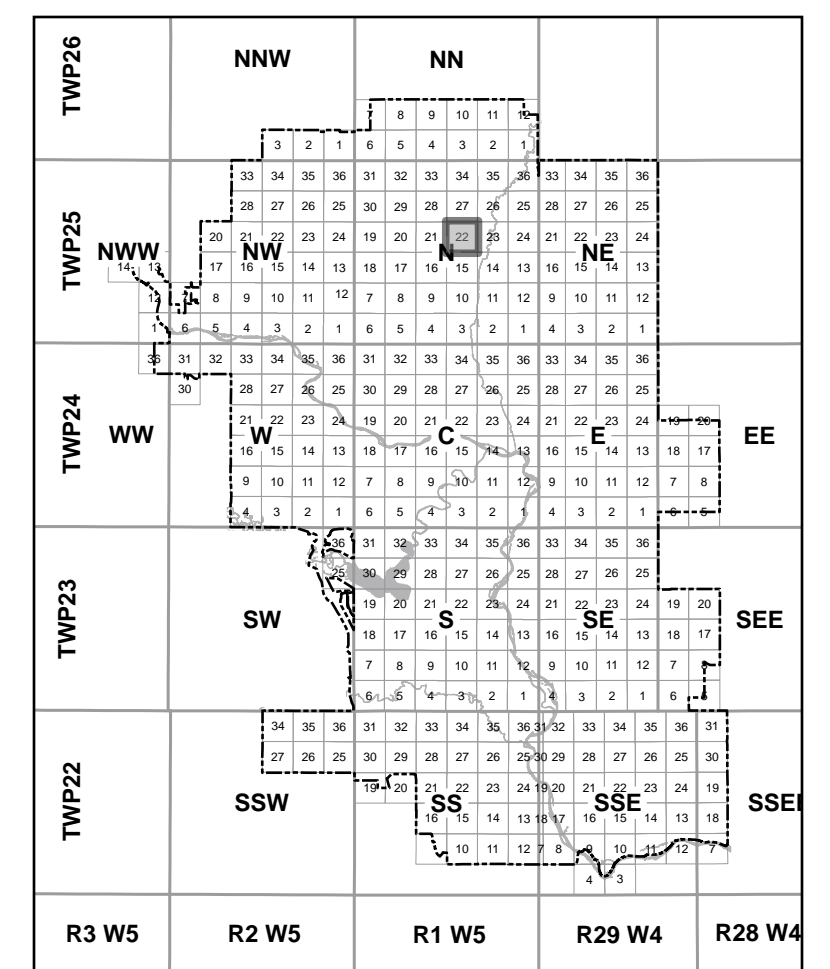 TWP26 NNW NN
7 8 9 10 11 12
3 2 1 6 5 4 3 2 1
33 34 35 36 31 32 33 34 35 36 33 34 35 36
28 27 26 25 30 29 28 27 26 25 28 27 26 25
20 21 22 23 24 19 20 21 22 23 24 21 22 23 24
TWP25 NWW NW N NE
14 13 17 16 15 14 13 18 17 16 15 14 13 16 15 14 13
12 7 8 9 10 11 12 7 8 9 10 11 12 9 10 11 12
1 6 5 4 3 2 1 6 5 4 3 2 1 4 3 2 1
36 31 32 33 34 35 36 31 32 33 34 35 36 33 34 35 36
30 28 27 26 25 30 29 28 27 26 25 28 27 26 25
21 22 23 24 19 20 21 22 23 24 21 22 23 24 19 20
TWP24 WW W C E EE
16 15 14 13 18 17 16 15 14 13 16 15 14 13 18 17
9 10 11 12 7 8 9 10 11 12 9 10 11 12 7 8
4 3 2 1 6 5 4 3 2 1 4 3 2 1 6 5
36 31 32 33 34 35 36 33 34 35 36
25 30 29 28 27 26 25 28 27 26 25
19 20 21 22 23 24 21 22 23 24 19 20
TWP23 SW S SE SEE
18 17 16 15 14 13 16 15 14 13 18 17
7 8 9 10 11 12 9 10 11 12 7 8
6 5 4 3 2 1 4 3 2 1 6 5
34 35 36 31 32 33 34 35 36 31 32 33 34 35 36 31
27 26 25 30 29 28 27 26 25 30 29 28 27 26 25 30
19 20 21 22 23 24 19 20 21 22 23 24 19
TWP22 SSW SS SSE SSEE
16 15 14 13 18 17 16 15 14 13 18
10 11 12 7 8 9 10 11 12 7
4 3
R3 W5 R2 W5 R1 W5 R29 W4 R28 W4